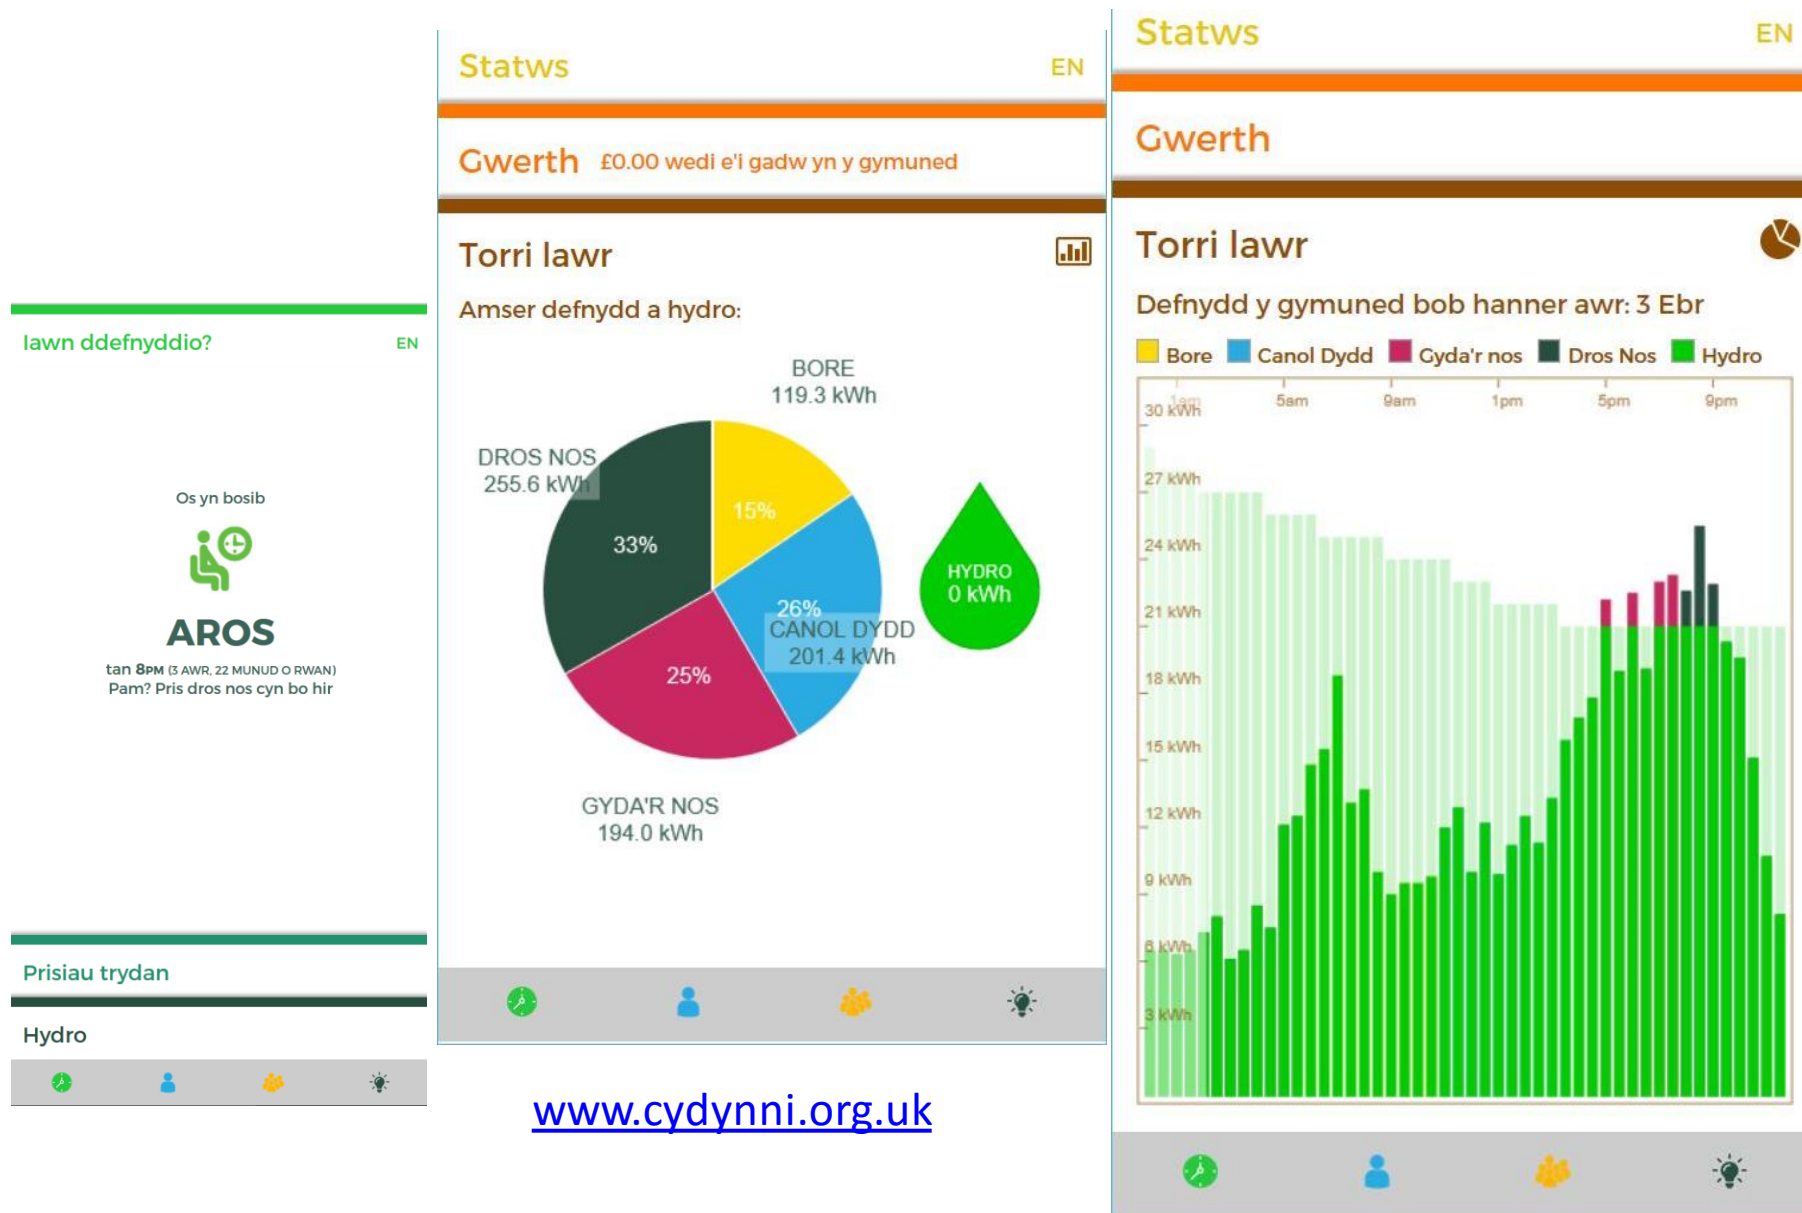 Iawn ddefnyddio?
EN
Os yn bosib
AROS
tan 8PM (3 AWR, 22 MUNUD O RWAN)
Pam? Pris dros nos cyn bo hir
Prisiau trydan
Hydro
Statws
EN
Gwerth £0.00 wedi e'i gadw yn y gymuned
Torri lawr
Amser defnydd a hydro:
BORE
119.3 kWh
15%
DROS NOS
255.6 kWh
33%
26%
CANOL DYDD
201.4 kWh
25%
GYDA'R NOS
194.0 kWh
HYDRO
0 kWh
www.cydynni.org.uk
Statws
EN
Gwerth
Torri lawr
Defnydd y gymuned bob hanner awr: 3 Ebr
Bore Canol Dydd Gyda'r nos Dros Nos Hydro
1am 5am 9am 1pm 5pm 9pm
30 kWh
27 kWh
24 kWh
21 kWh
18 kWh
15 kWh
12 kWh
9 kWh
6 kWh
3 kWh